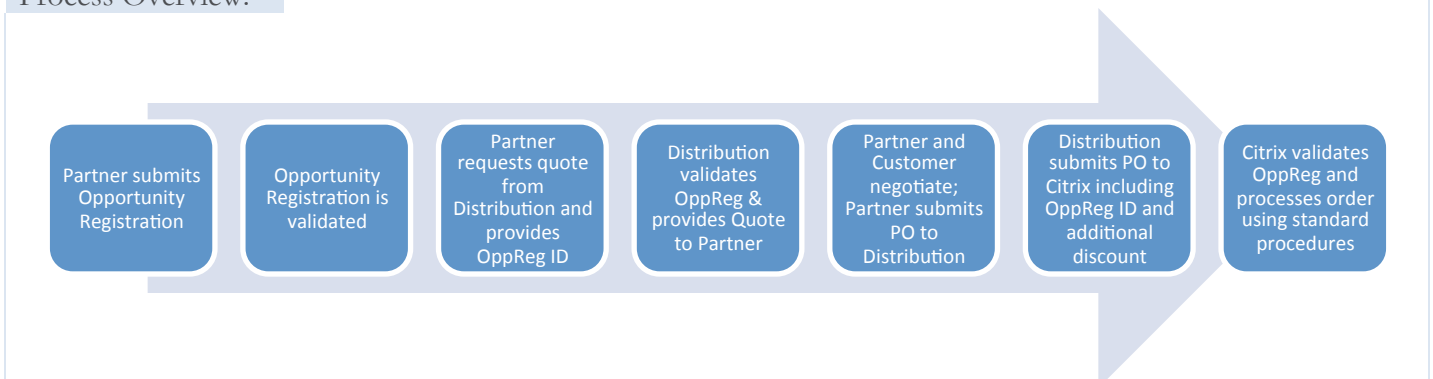 Process Overview:
Partner submits
Opportunity
Registration
Opportunity
Registration is
validated
Partner
requests quote
from
Distribution and
provides
OppReg ID
Distribution
validates
OppReg &
provides Quote
to Partner
Partner and
Customer
negotiate;
Partner submits
PO to
Distribution
Distribution
submits PO to
Citrix including
OppReg ID and
additional
discount
Citrix validates
OppReg and
processes order
using standard
procedures